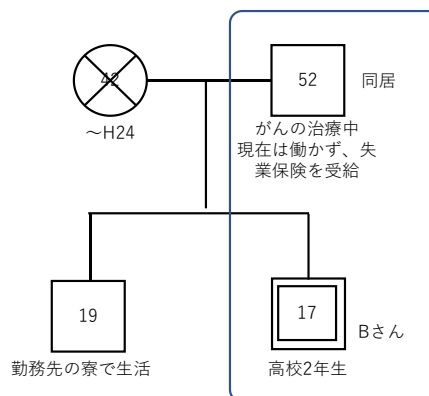 42
52
同居
～H24
がんの治療中
現在は働かず、失
業保険を受給
19
17
Bさん
勤務先の寮で生活
高校2年生